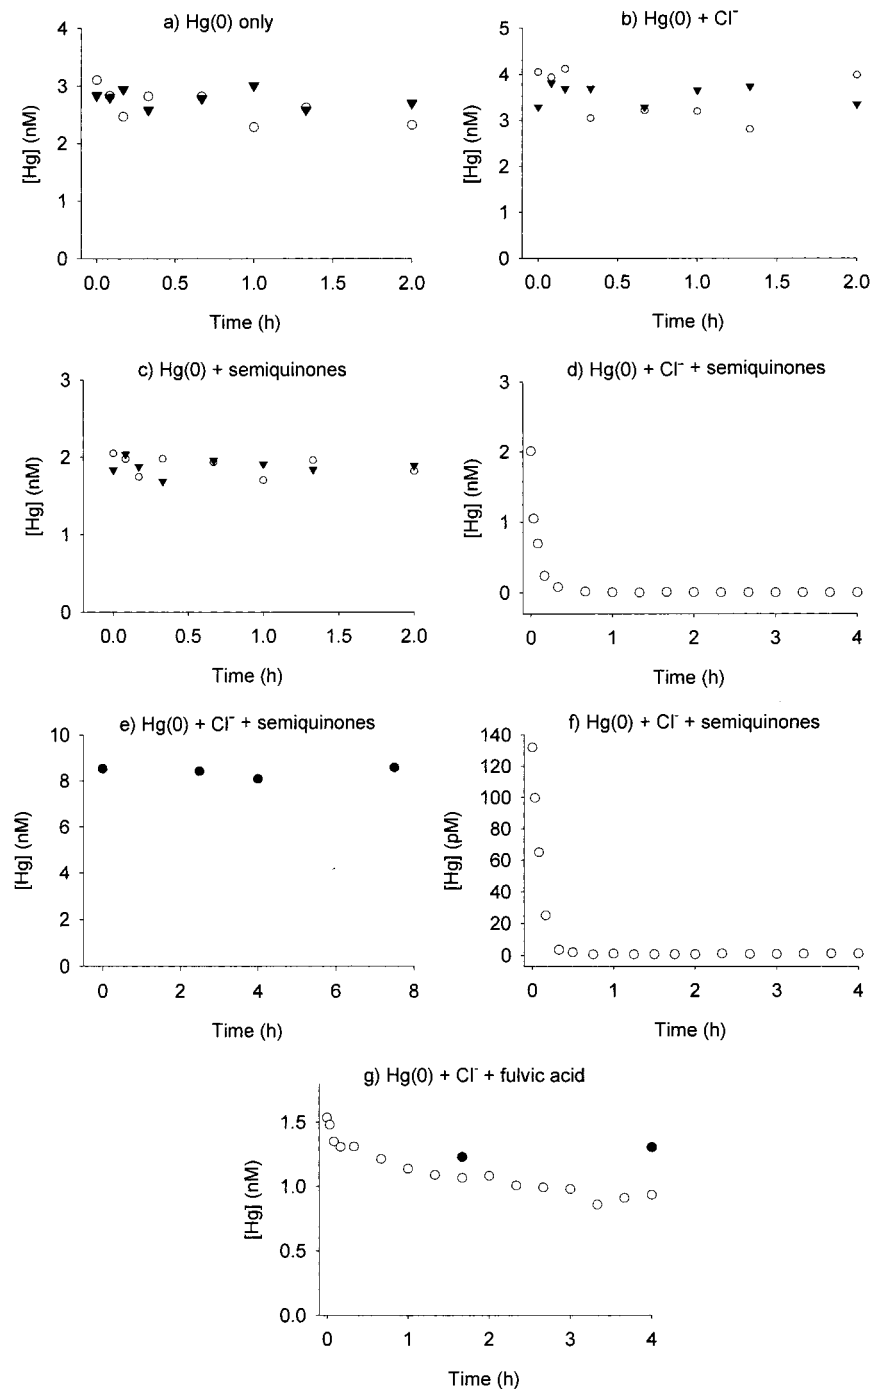 a) Hg(0) only
4
3
2
1
0
[Hg] (nM)
0.0 0.5 1.0 1.5 2.0
Time (h)
b) Hg(0) + Cl⁻
5
4
3
2
1
0
[Hg] (nM)
0.0 0.5 1.0 1.5 2.0
Time (h)
c) Hg(0) + semiquinones
3
2
1
0
[Hg] (nM)
0.0 0.5 1.0 1.5 2.0
Time (h)
d) Hg(0) + Cl⁻ + semiquinones
3
2
1
0
[Hg] (nM)
0 1 2 3 4
Time (h)
e) Hg(0) + Cl⁻ + semiquinones
10
8
6
4
2
0
[Hg] (nM)
0 2 4 6 8
Time (h)
f) Hg(0) + Cl⁻ + semiquinones
140
120
100
80
60
40
20
0
[Hg] (pM)
0 1 2 3 4
Time (h)
g) Hg(0) + Cl⁻ + fulvic acid
1.5
1.0
0.5
0.0
[Hg] (nM)
0 1 2 3 4
Time (h)